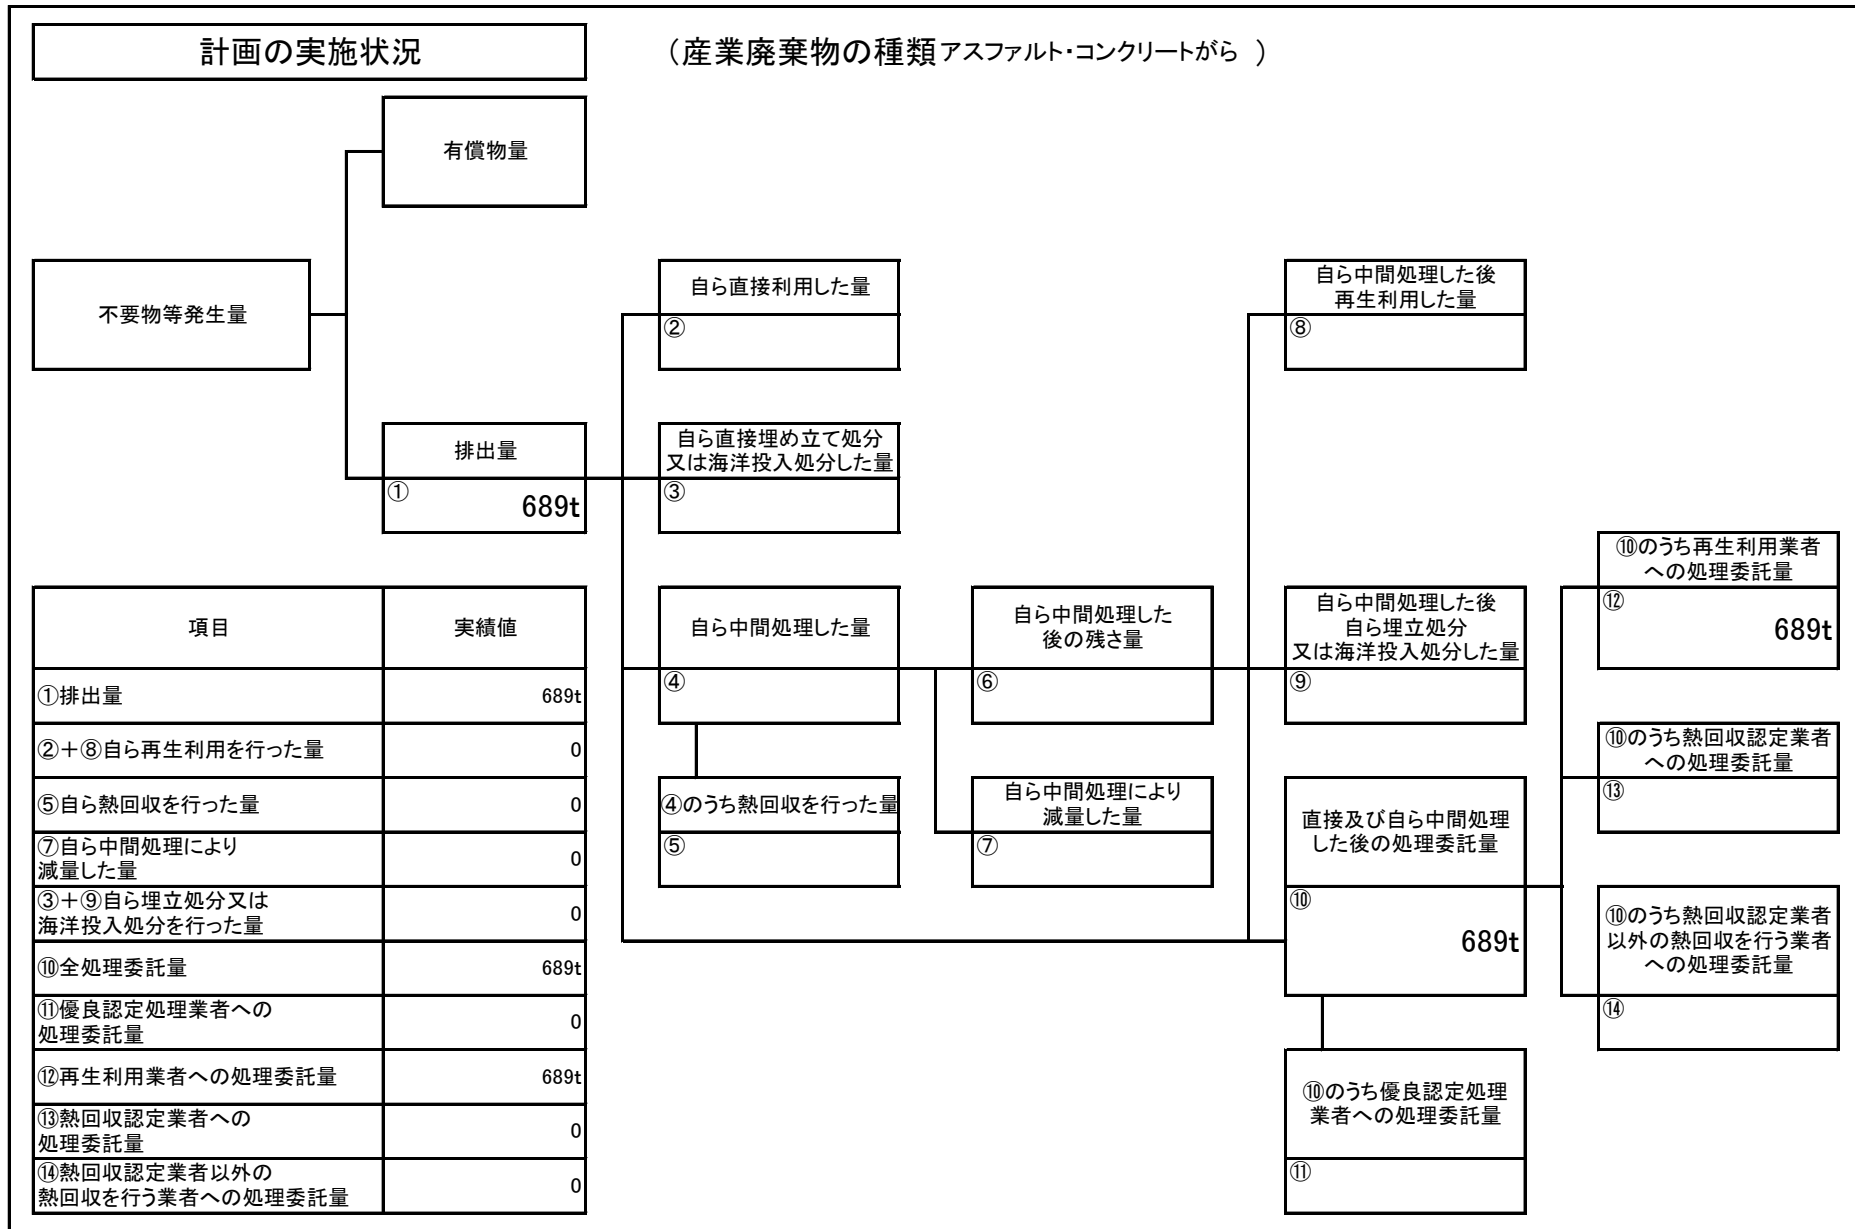 計画の実施状況
（産業廃棄物の種類アスファルト・コンクリートがら ）
有償物量
不要物等発生量
自ら直接利用した量
②
自ら中間処理した後
再生利用した量
⑧
排出量
①
689t
自ら直接埋め立て処分
又は海洋投入処分した量
③
⑩のうち再生利用業者
への処理委託量
⑫
689t
項目
実績値
①排出量
689t
②＋⑧自ら再生利用を行った量
0
⑤自ら熱回収を行った量
0
⑦自ら中間処理により
減量した量
0
③＋⑨自ら埋立処分又は
海洋投入処分を行った量
0
⑩全処理委託量
689t
⑪優良認定処理業者への
処理委託量
0
⑫再生利用業者への処理委託量
689t
⑬熱回収認定業者への
処理委託量
0
⑭熱回収認定業者以外の
熱回収を行う業者への処理委託量
0
自ら中間処理した量
④
自ら中間処理した
後の残さ量
⑥
自ら中間処理した後
自ら埋立処分
又は海洋投入処分した量
⑨
④のうち熱回収を行った量
⑤
自ら中間処理により
減量した量
⑦
直接及び自ら中間処理
した後の処理委託量
⑩
689t
⑩のうち熱回収認定業者
への処理委託量
⑬
⑩のうち熱回収認定業者
以外の熱回収を行う業者
への処理委託量
⑭
⑩のうち優良認定処理
業者への処理委託量
⑪